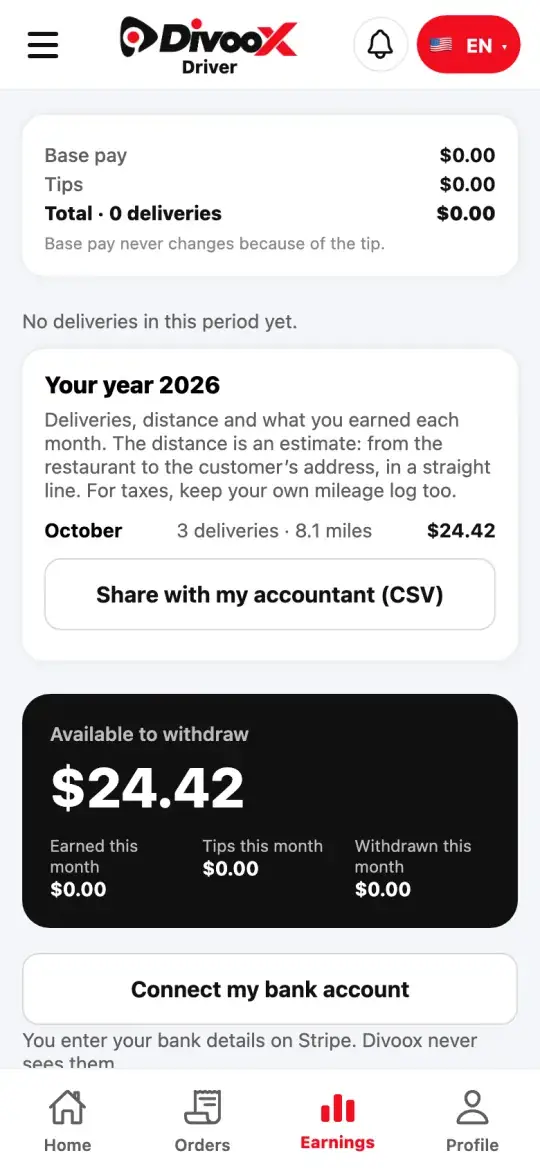 DivooX
Driver
EN
Base pay $0.00
Tips $0.00
Total · 0 deliveries $0.00
Base pay never changes because of the tip.
No deliveries in this period yet.
Your year 2026
Deliveries, distance and what you earned each
month. The distance is an estimate: from the
restaurant to the customer’s address, in a straight
line. For taxes, keep your own mileage log too.
October 3 deliveries · 8.1 miles $24.42
Share with my accountant (CSV)
Available to withdraw
$24.42
Earned this month $0.00
Tips this month $0.00
Withdrawn this month $0.00
Connect my bank account
You enter your bank details on Stripe. Divoox never
sees them
Home
Orders
Earnings
Profile